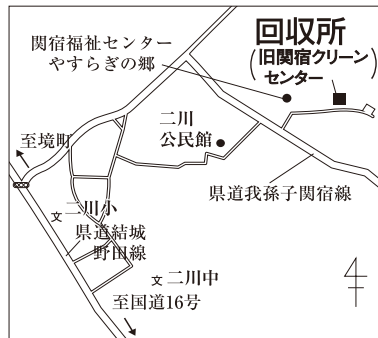 回収所
(旧関宿クリーン
センター)
関宿福祉センター
やすらぎの郷
二川
公民館
至境町
県道我孫子関宿線
文 二川小
県道結城
野田線
文 二川中
至国道16号